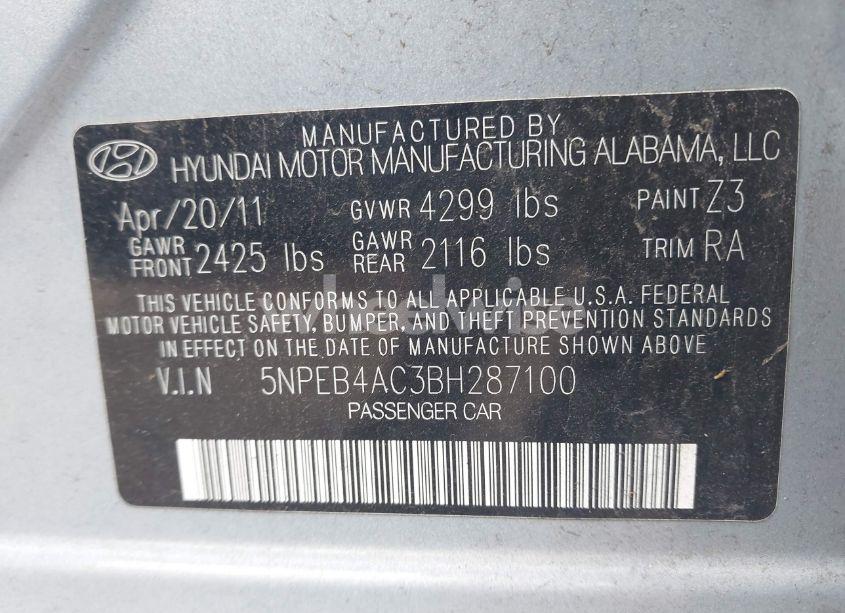 MANUFACTURED BY
HYUNDAI MOTOR MANUFACTURING ALABAMA, LLC
Apr/20/11 GVWR 4299 lbs PAINT Z3
GAWR FRONT 2425 lbs GAWR REAR 2116 lbs TRIM RA
THIS VEHICLE CONFORMS TO ALL APPLICABLE U.S.A. FEDERAL
MOTOR VEHICLE SAFETY, BUMPER, AND THEFT PREVENTION STANDARDS
IN EFFECT ON THE DATE OF MANUFACTURE SHOWN ABOVE
V.I.N 5NPEB4AC3BH287100
PASSENGER CAR